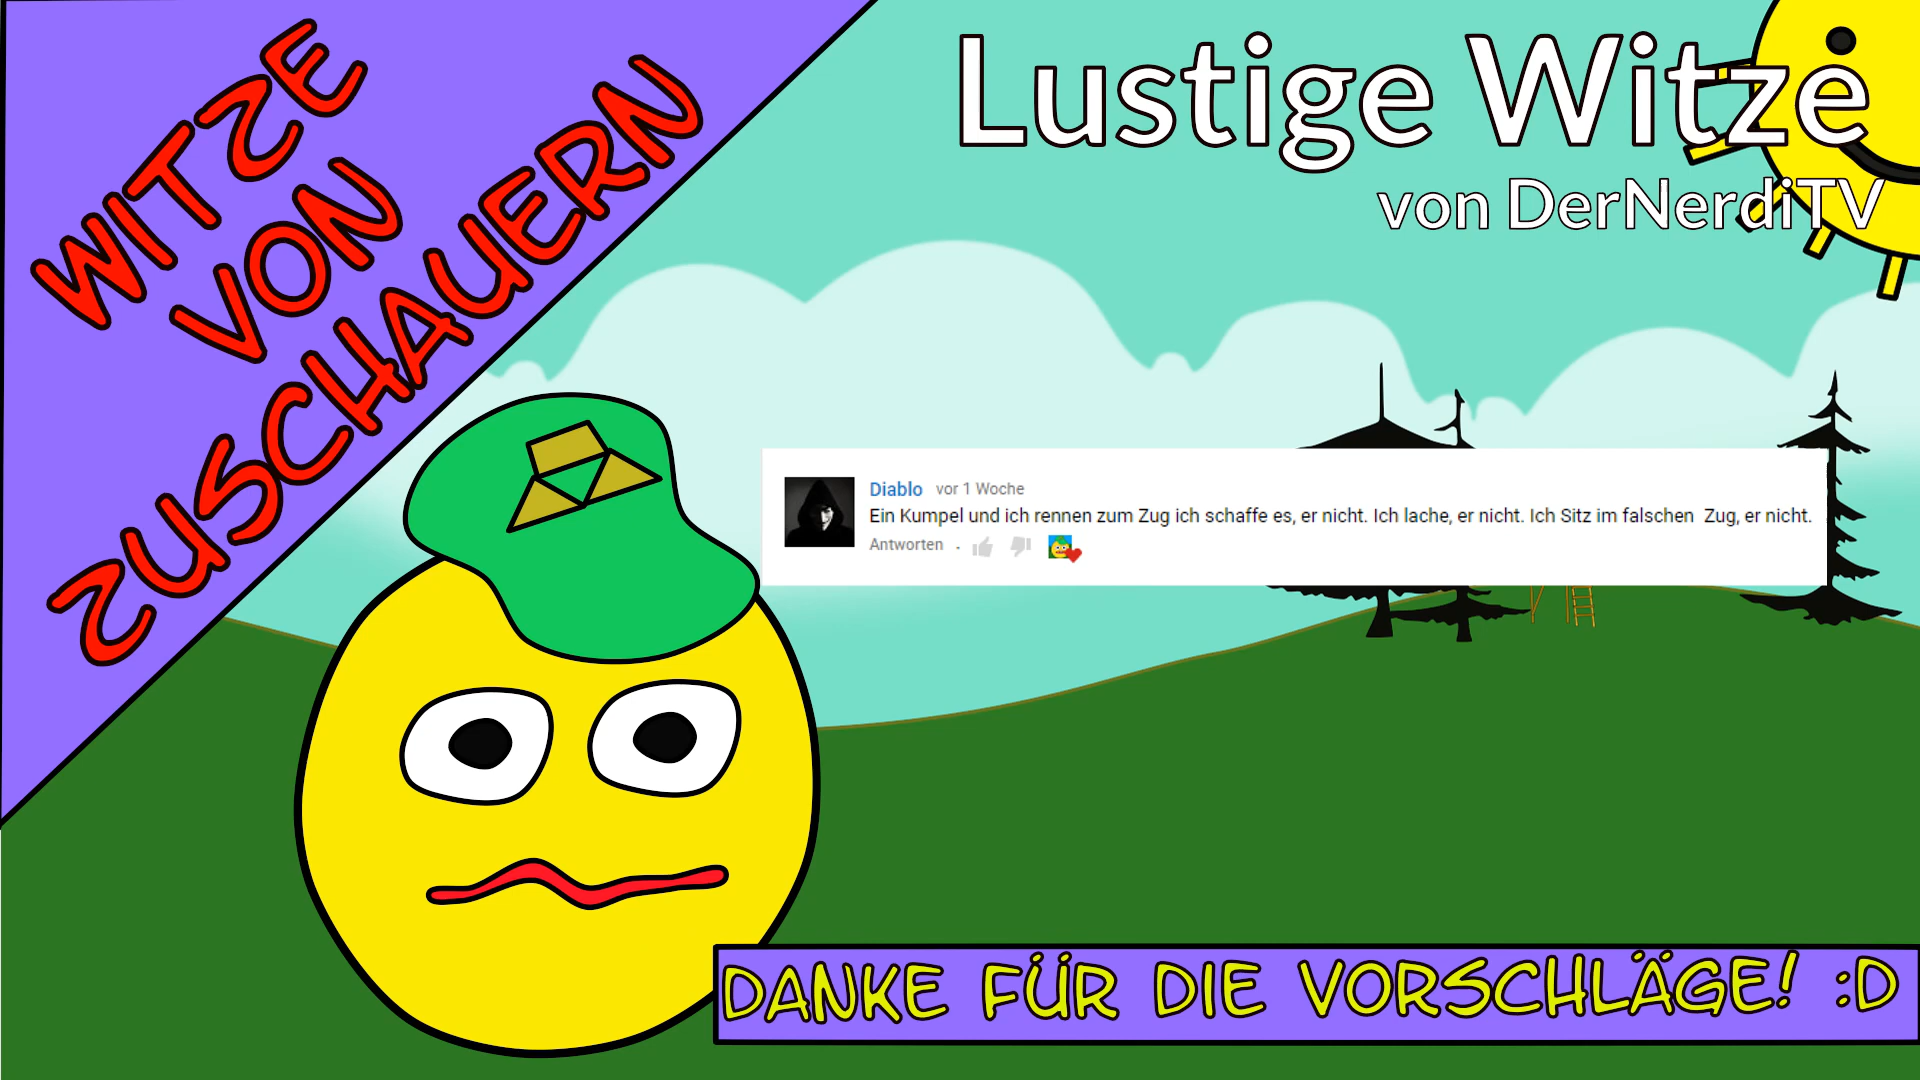 WITZE
VON
ZUSCHAUERN
Lustige Witze
von DerNerdiTV
Diablo vor 1 Woche
Ein Kumpel und ich rennen zum Zug ich schaffe es, er nicht. Ich lache, er nicht. Ich Sitz im falschen Zug, er nicht.
Antworten
DANKE FÜR DIE VORSCHLÄGE! :D